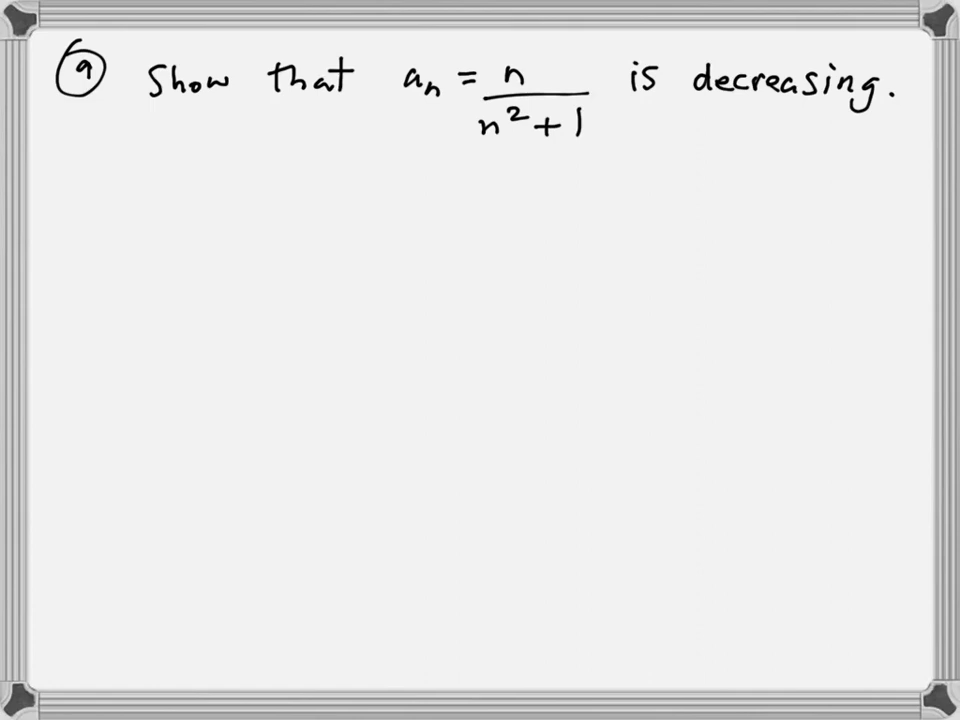 9 Show that aₙ = n / n² + 1 is decreasing.